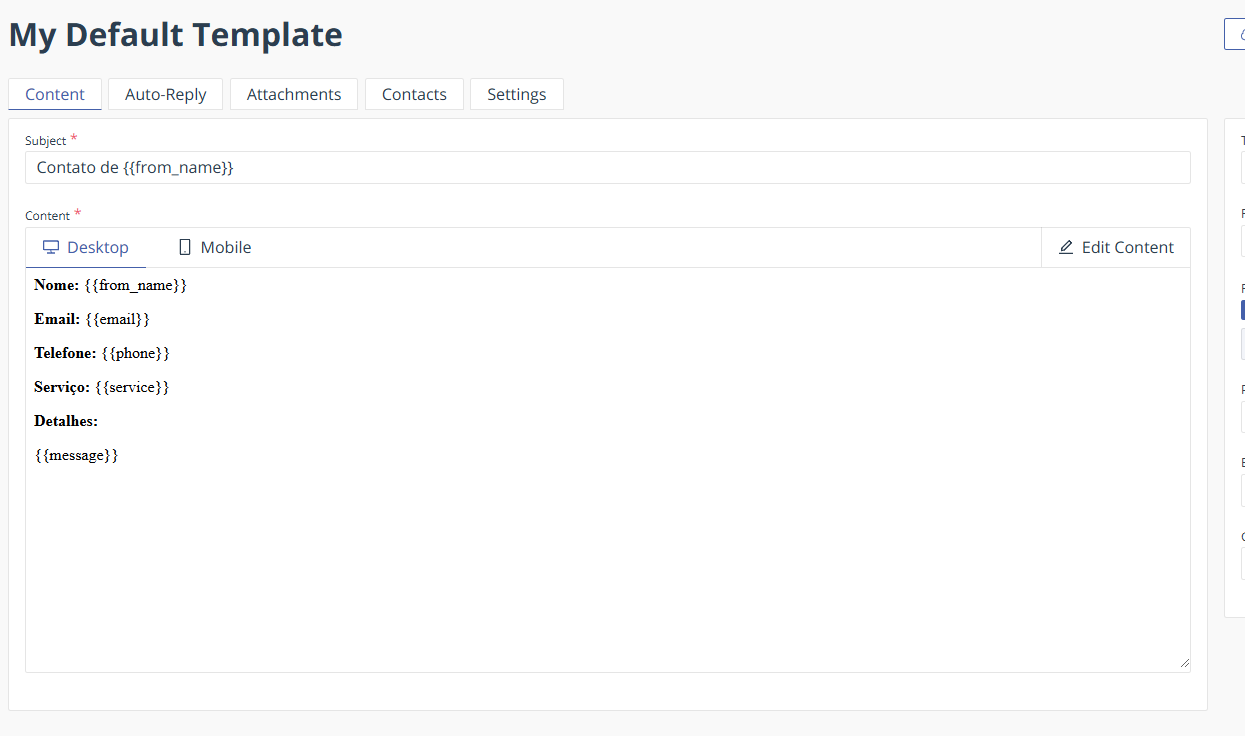 My Default Template
Content Auto-Reply Attachments Contacts Settings
Subject *
Contato de {{from_name}}
Content *
Desktop Mobile Edit Content
Nome: {{from_name}}
Email: {{email}}
Telefone: {{phone}}
Serviço: {{service}}
Detalhes:
{{message}}